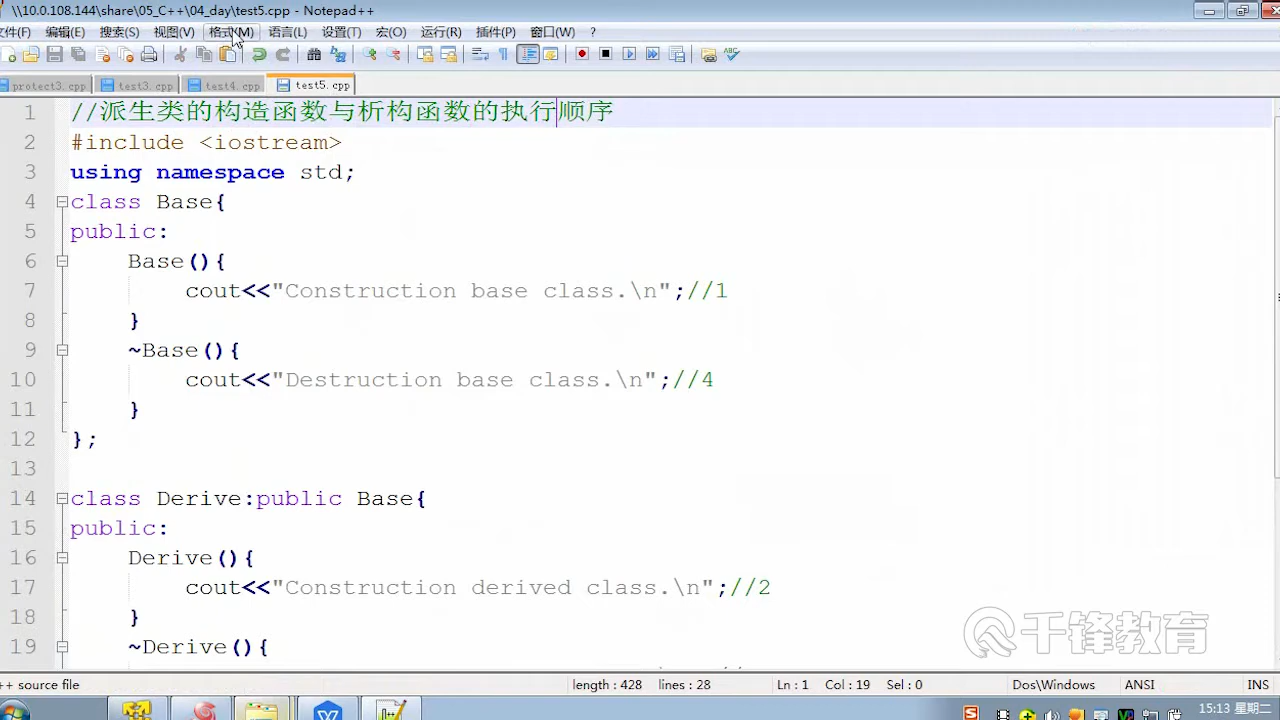 \\10.0.108.144\share\05_C++\04_day\test5.cpp - Notepad++
文件(F) 编辑(E) 搜索(S) 视图(V) 格式(M) 语言(L) 设置(T) 宏(O) 运行(R) 插件(P) 窗口(W) ?
protect3.cpp test3.cpp test4.cpp test5.cpp
1 //派生类的构造函数与析构函数的执行顺序
2 #include <iostream>
3 using namespace std;
4 class Base{
5 public:
6 Base(){
7 cout<<"Construction base class.\n";//1
8 }
9 ~Base(){
10 cout<<"Destruction base class.\n";//4
11 }
12 };
13
14 class Derive:public Base{
15 public:
16 Derive(){
17 cout<<"Construction derived class.\n";//2
18 }
19 ~Derive(){
千锋教育
++ source file length : 428 lines : 28 Ln : 1 Col : 19 Sel : 0 Dos\Windows ANSI INS
15:13 星期二